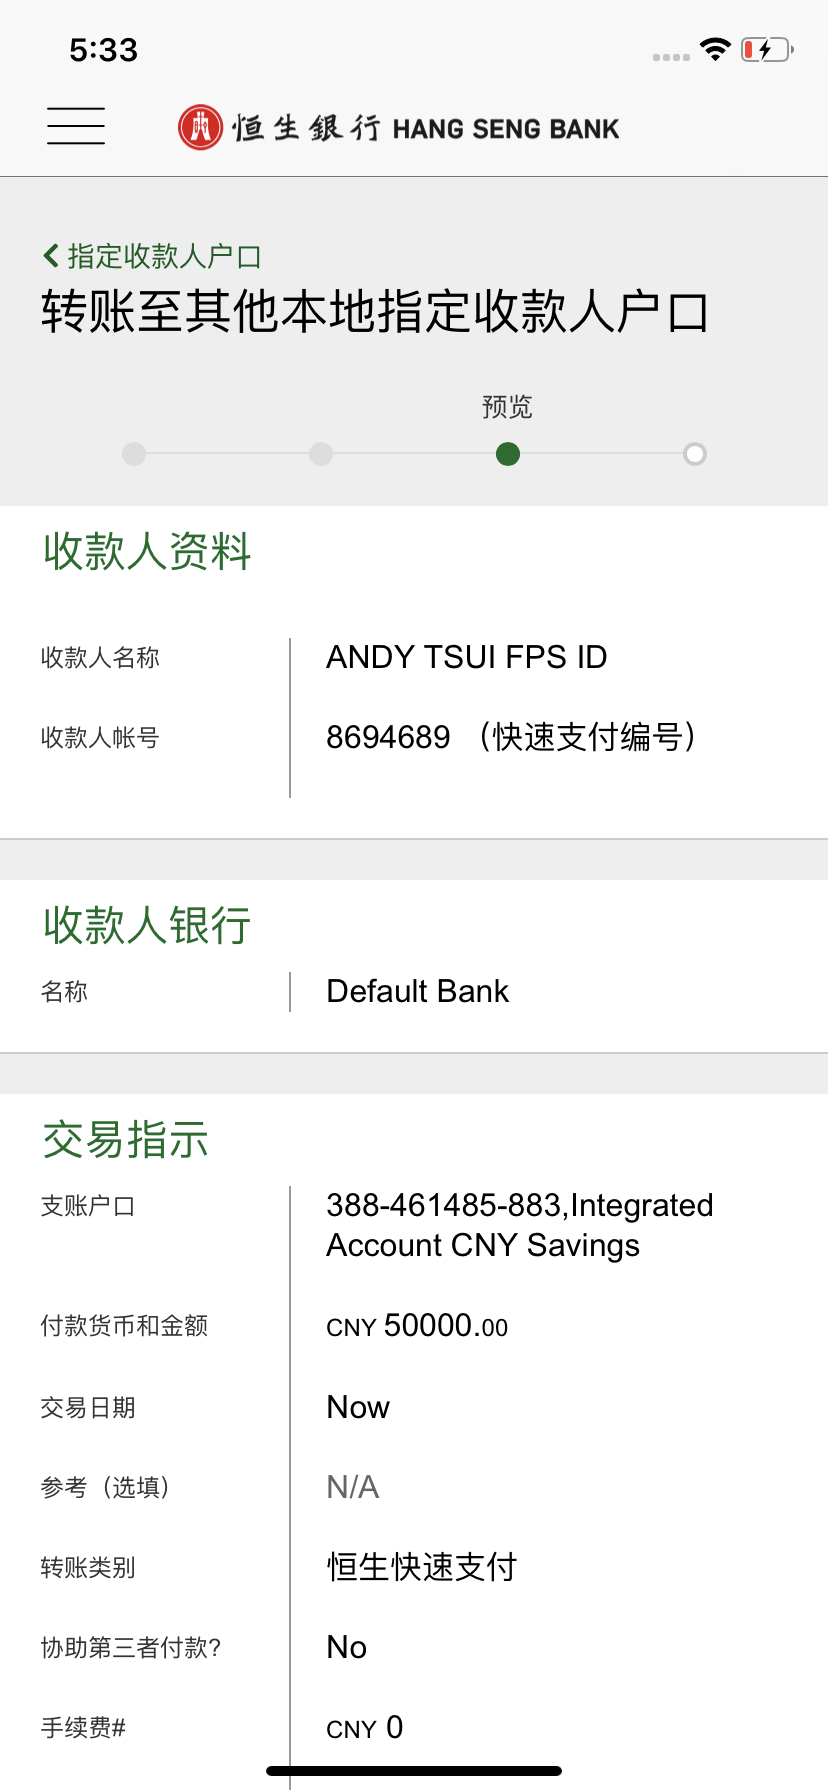 5:33
恒生銀行 HANG SENG BANK
指定收款人户口
转账至其他本地指定收款人户口
预览
收款人资料
收款人名称 ANDY TSUI FPS ID
收款人帐号 8694689 （快速支付编号）
收款人银行
名称 Default Bank
交易指示
支账户口 388-461485-883,Integrated
Account CNY Savings
付款货币和金额 CNY 50000.00
交易日期 Now
参考（选填） N/A
转账类别 恒生快速支付
协助第三者付款? No
手续费# CNY 0